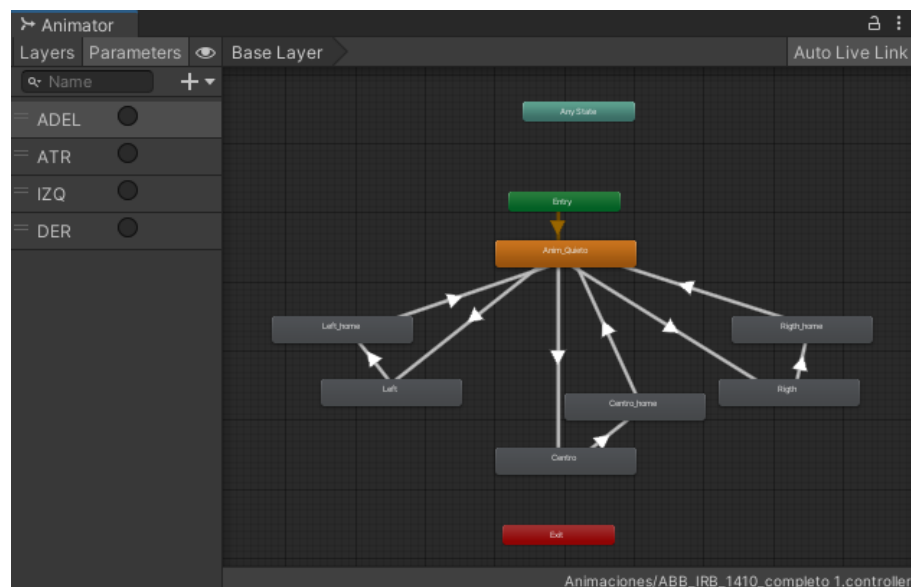 Animator
Layers Parameters Base Layer Auto Live Link
Name
ADEL
ATR
IZQ
DER
Any State
Entry
Anim_Quieto
Left_home
Rigth_home
Left
Rigth
Centro_home
Centro
Exit
Animaciones/ABB_IRB_1410_completo 1.controller